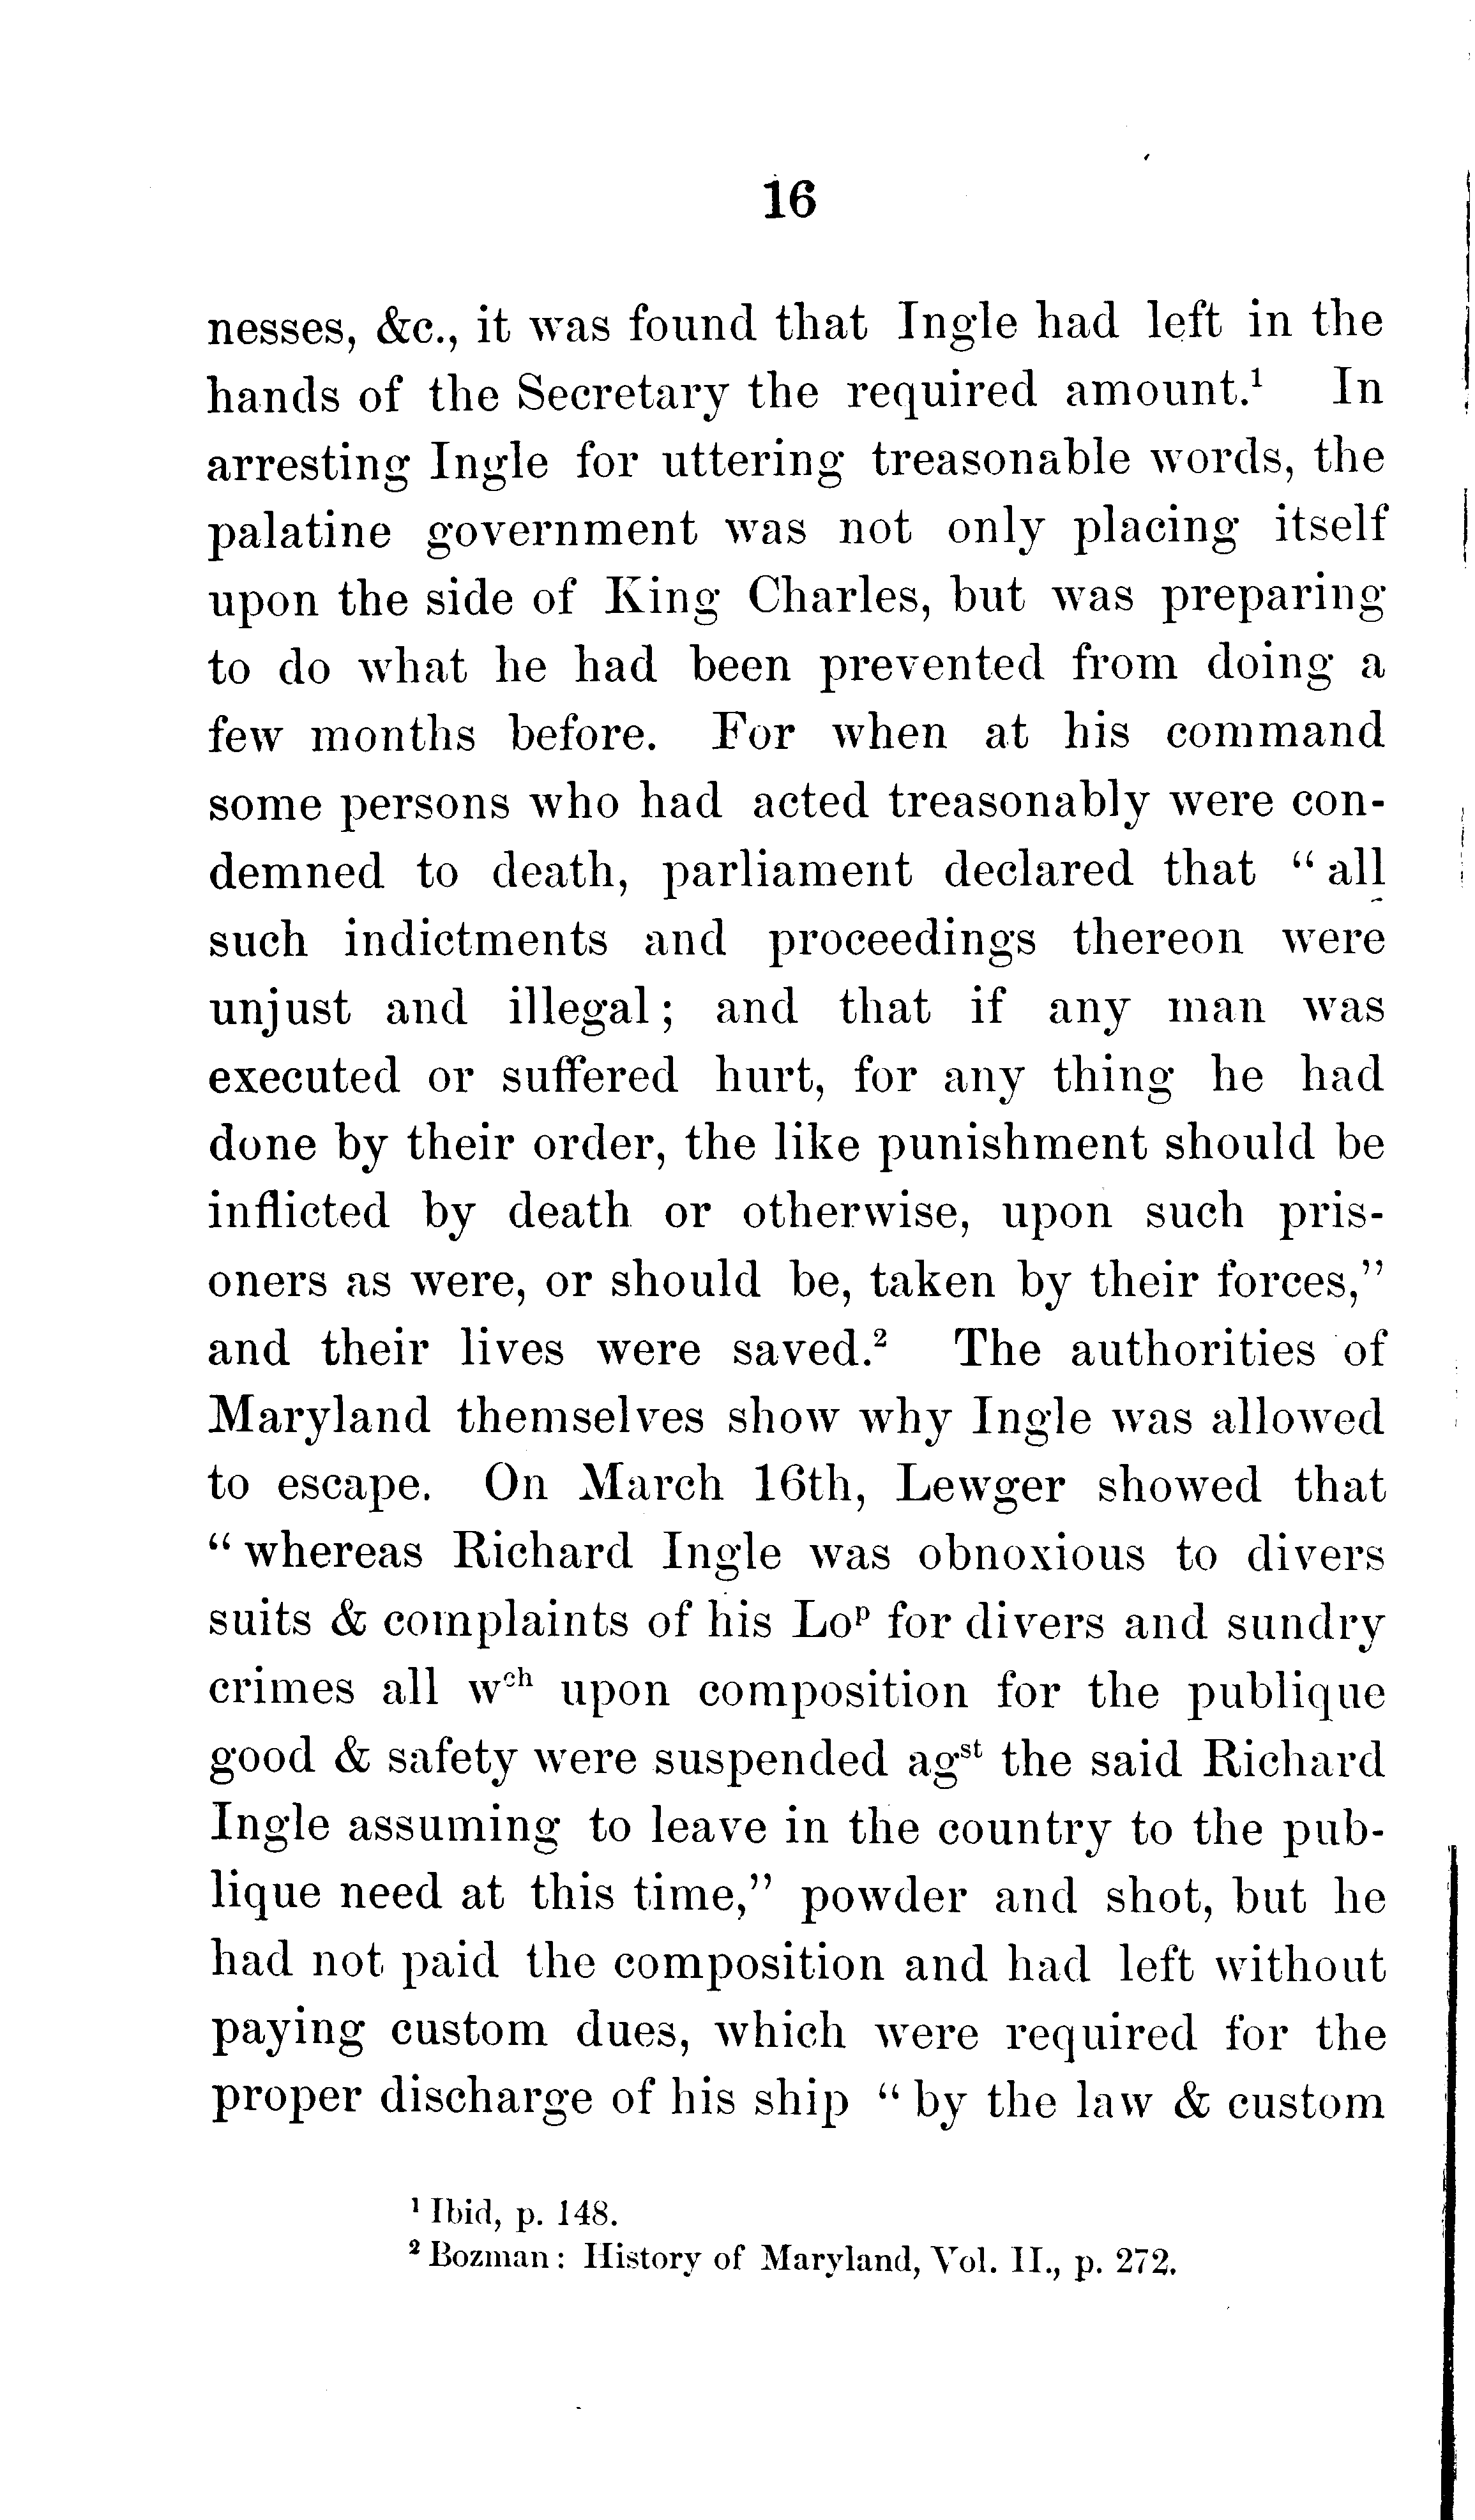 16
nesses, &c., it was found that Ingle had left in the
hands of the Secretary the required amount.¹ In
arresting Ingle for uttering treasonable words, the
palatine government was not only placing itself
upon the side of King Charles, but was preparing
to do what he had been prevented from doing a
few months before. For when at his command
some persons who had acted treasonably were con-
demned to death, parliament declared that “all
such indictments and proceedings thereon were
unjust and illegal; and that if any man was
executed or suffered hurt, for any thing he had
done by their order, the like punishment should be
inflicted by death or otherwise, upon such pris-
oners as were, or should be, taken by their forces,”
and their lives were saved.² The authorities of
Maryland themselves show why Ingle was allowed
to escape. On March 16th, Lewger showed that
“whereas Richard Ingle was obnoxious to divers
suits & complaints of his Loᵖ for divers and sundry
crimes all wᶜʰ upon composition for the publique
good & safety were suspended agˢᵗ the said Richard
Ingle assuming to leave in the country to the pub-
lique need at this time,” powder and shot, but he
had not paid the composition and had left without
paying custom dues, which were required for the
proper discharge of his ship “by the law & custom
¹ Ibid, p. 148.
² Bozman: History of Maryland, Vol. II., p. 272.